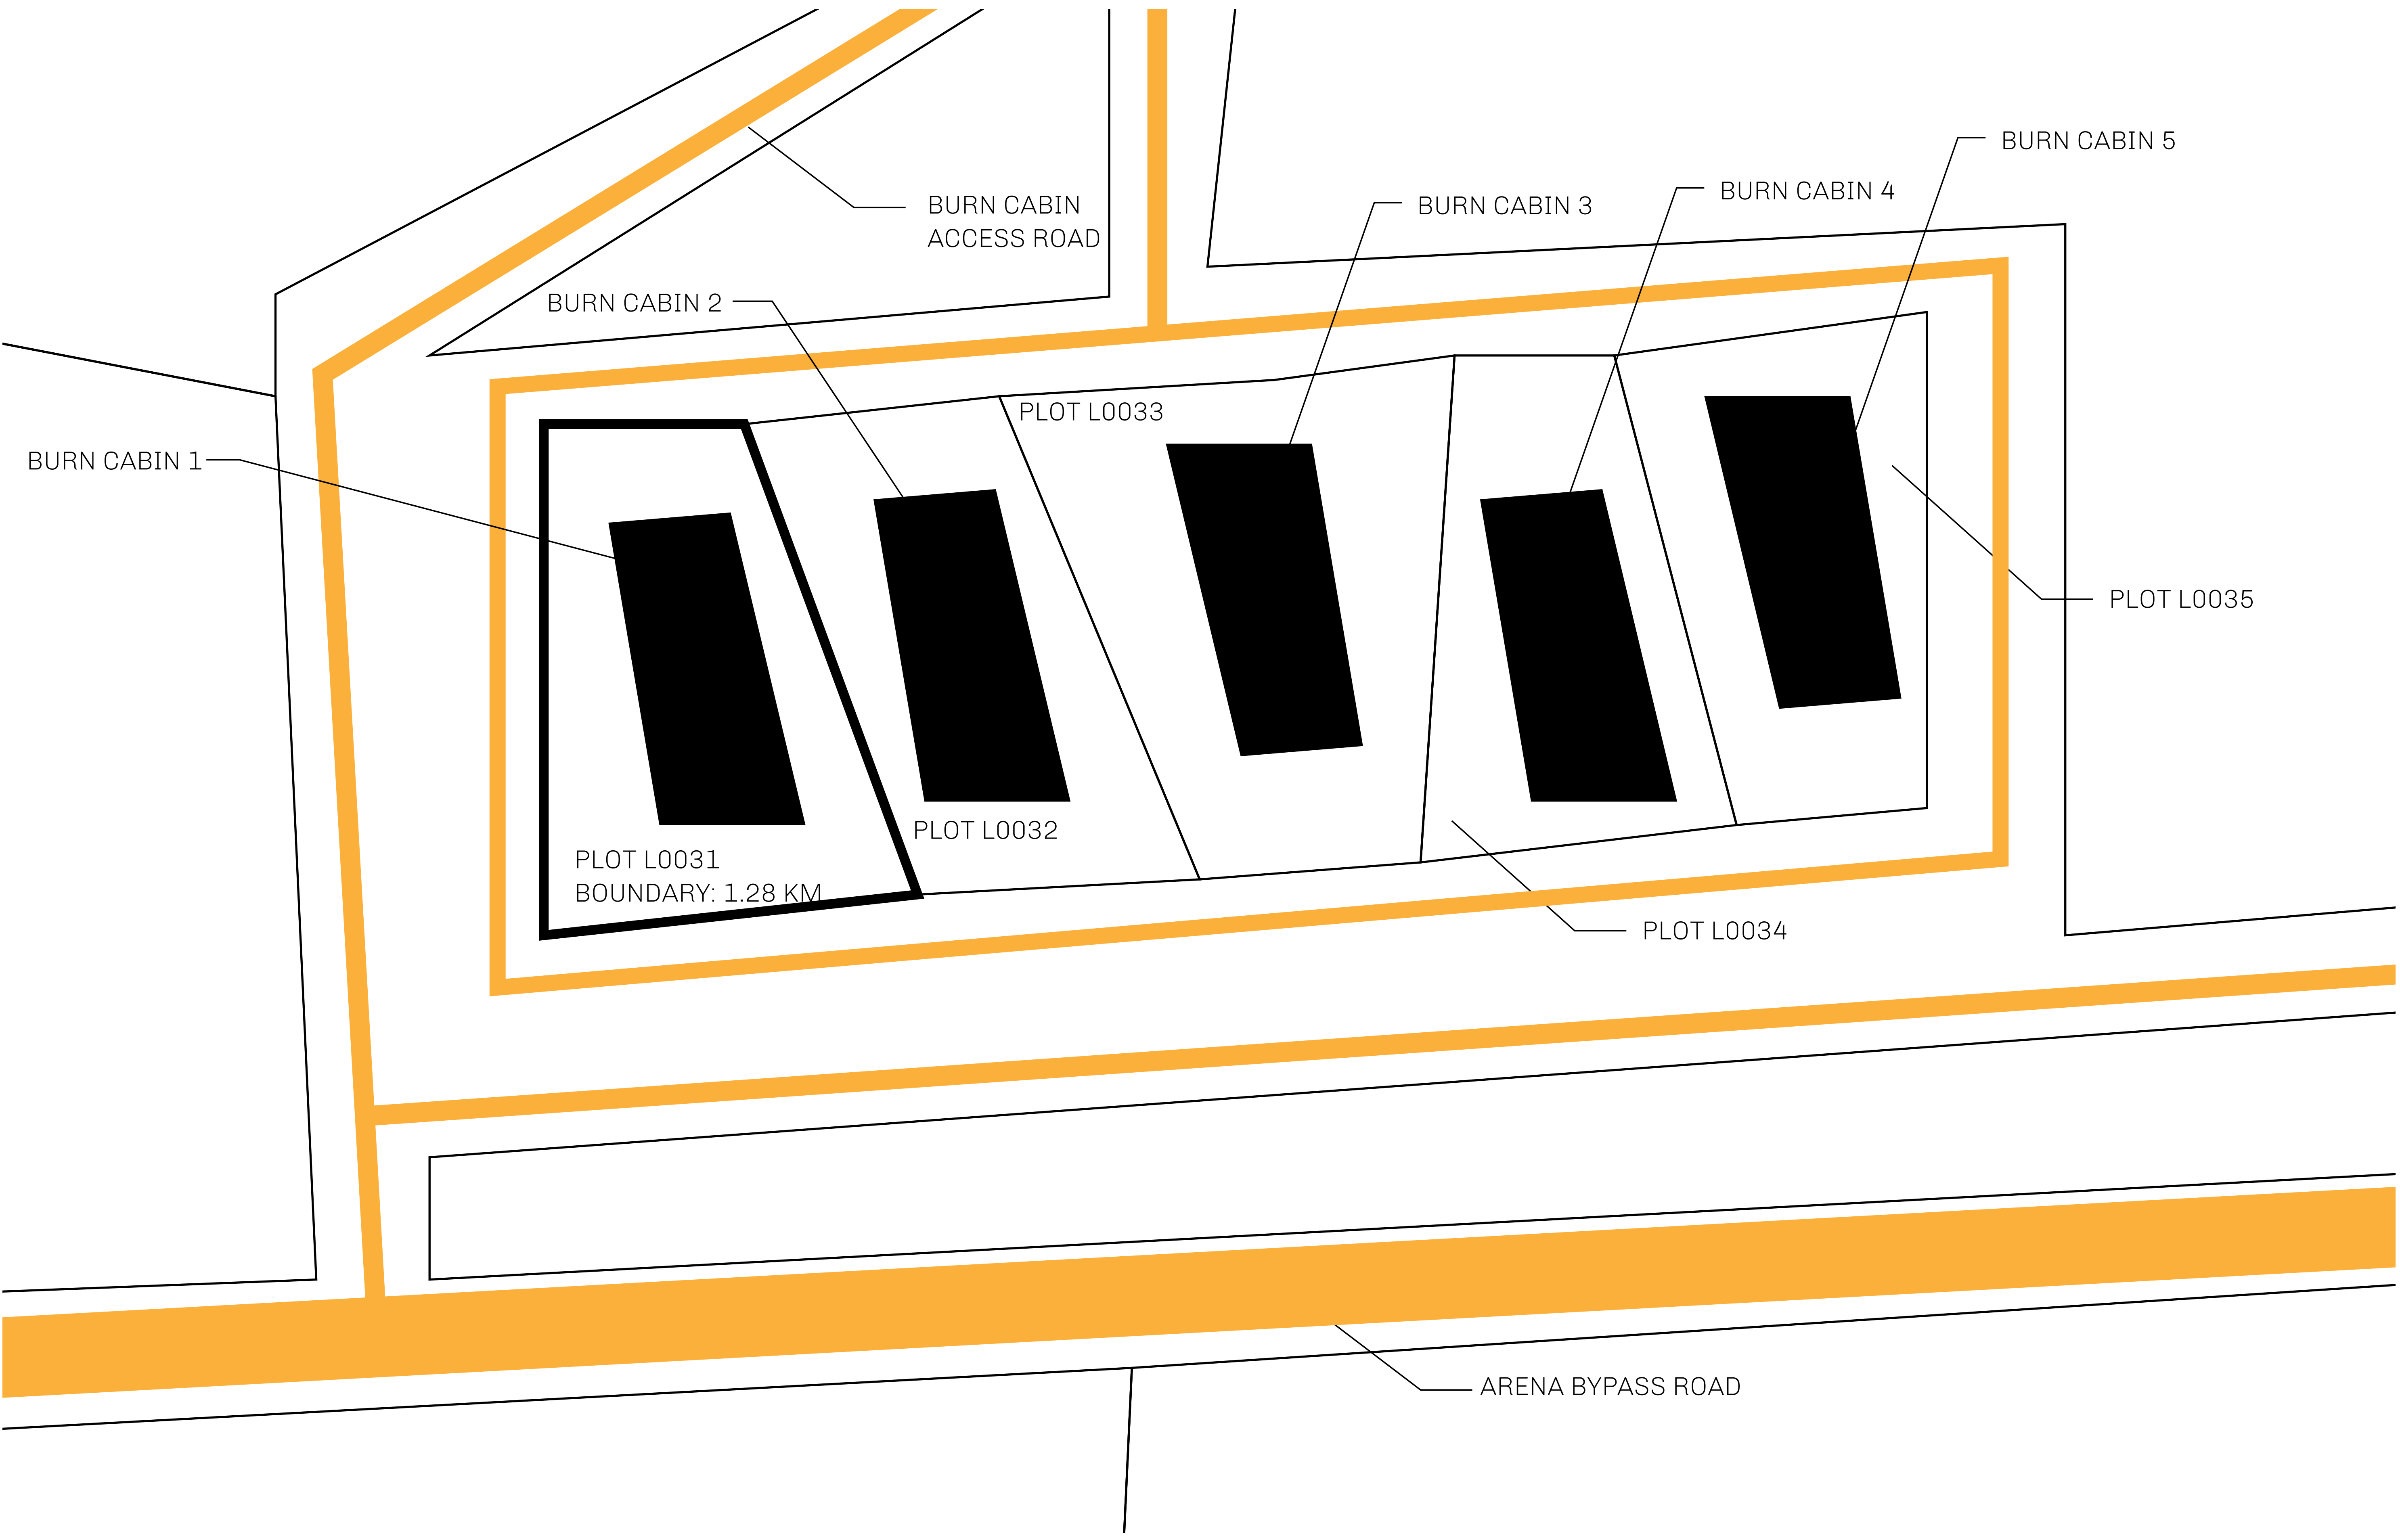 BURN CABIN 5
BURN CABIN 4
BURN CABIN 3
BURN CABIN
ACCESS ROAD
BURN CABIN 2
PLOT L0033
BURN CABIN 1
PLOT L0035
PLOT L0032
PLOT L0031
BOUNDARY: 1.28 KM
PLOT L0034
ARENA BYPASS ROAD